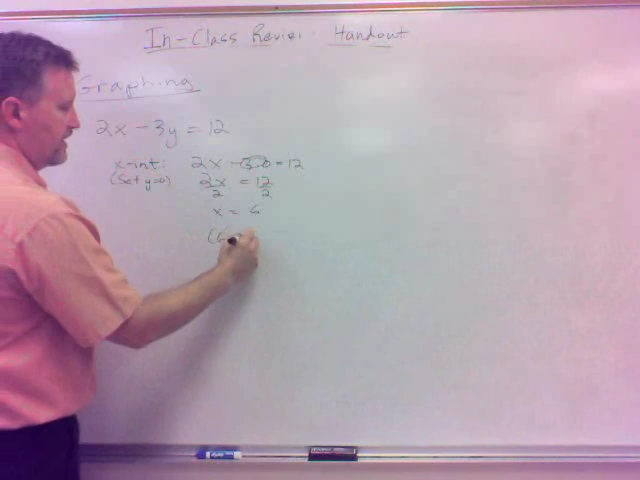 In-Class Review - Handout
Graphing
2x - 3y = 12
x-int: 2x - 3·0 = 12
(Set y=0) 2x/2 = 12/2
x = 6
(6